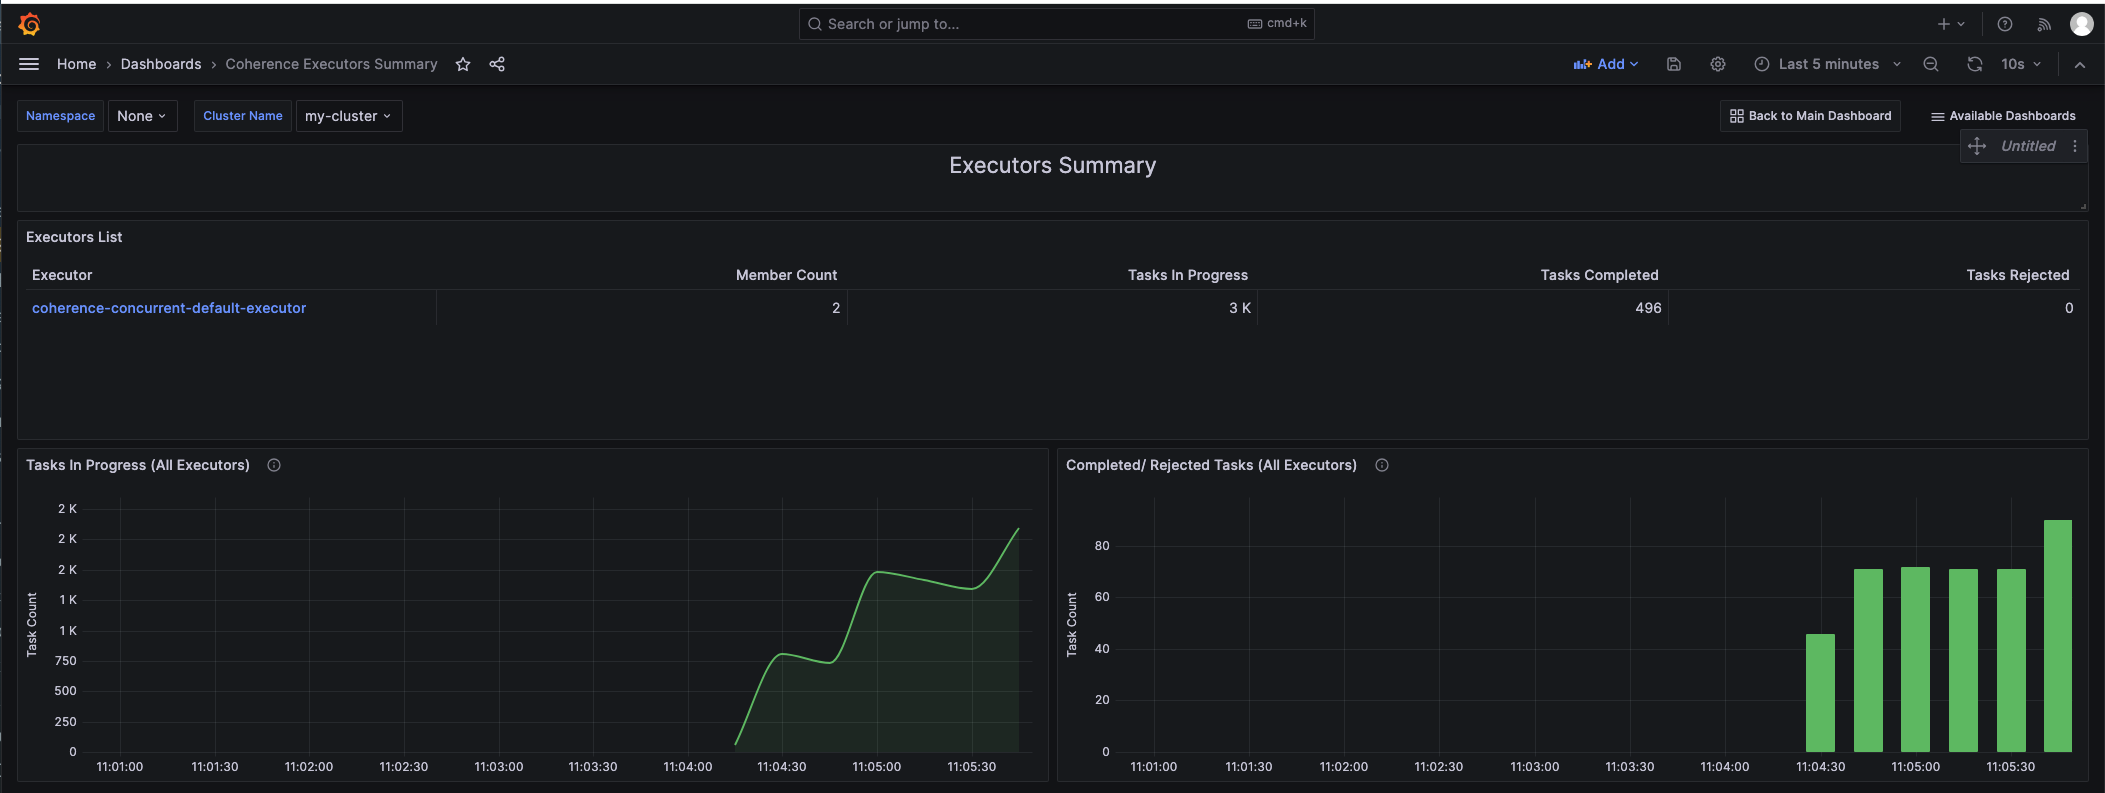 Search or jump to... cmd+k
Home › Dashboards › Coherence Executors Summary Add Last 5 minutes 10s
Namespace None Cluster Name my-cluster Back to Main Dashboard Available Dashboards
Untitled
Executors Summary
Executors List
Executor Member Count Tasks In Progress Tasks Completed Tasks Rejected
coherence-concurrent-default-executor 2 3 K 496 0
Tasks In Progress (All Executors)
2 K
2 K
2 K
1 K
1 K
750
500
250
0
Task Count
11:01:00 11:01:30 11:02:00 11:02:30 11:03:00 11:03:30 11:04:00 11:04:30 11:05:00 11:05:30
Completed/ Rejected Tasks (All Executors)
80
60
40
20
0
Task Count
11:01:00 11:01:30 11:02:00 11:02:30 11:03:00 11:03:30 11:04:00 11:04:30 11:05:00 11:05:30